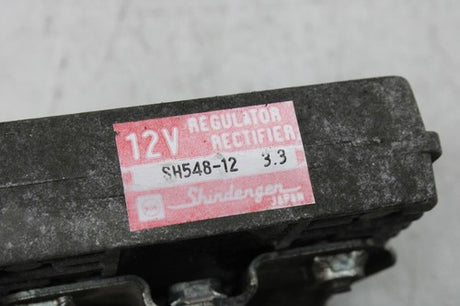 12V REGULATOR
RECTIFIER
SH548-12 3.3
Shindengen
JAPAN